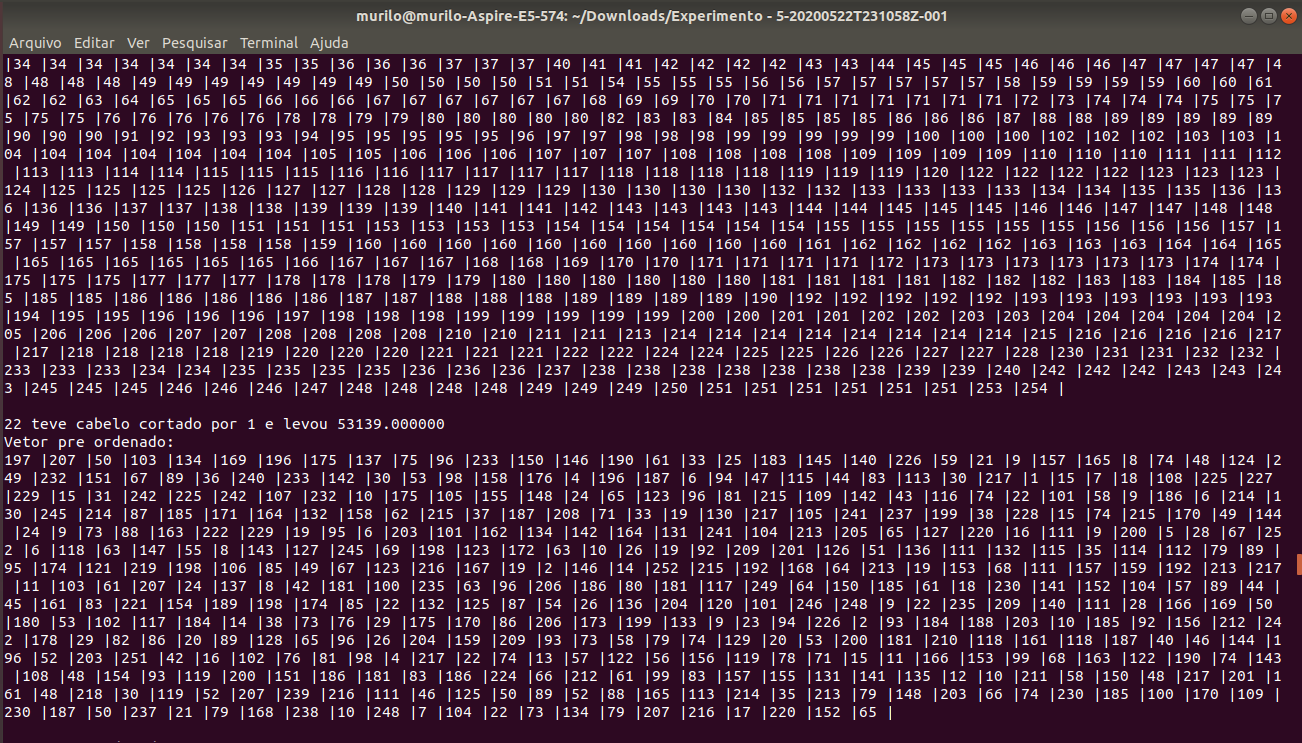 murilo@murilo-Aspire-E5-574: ~/Downloads/Experimento - 5-20200522T231058Z-001
Arquivo Editar Ver Pesquisar Terminal Ajuda
|34 |34 |34 |34 |34 |34 |34 |35 |35 |36 |36 |36 |37 |37 |37 |40 |41 |41 |42 |42 |42 |42 |43 |43 |44 |45 |45 |45 |46 |46 |46 |47 |47 |47 |47 |4
8 |48 |48 |48 |49 |49 |49 |49 |49 |49 |49 |50 |50 |50 |50 |51 |51 |54 |55 |55 |55 |56 |56 |57 |57 |57 |57 |57 |58 |59 |59 |59 |59 |60 |60 |61
|62 |62 |63 |64 |65 |65 |65 |66 |66 |66 |67 |67 |67 |67 |67 |67 |68 |69 |69 |70 |70 |71 |71 |71 |71 |71 |71 |71 |72 |73 |74 |74 |74 |75 |75 |7
5 |75 |75 |76 |76 |76 |76 |76 |78 |78 |79 |79 |80 |80 |80 |80 |80 |82 |83 |83 |84 |85 |85 |85 |85 |86 |86 |86 |87 |88 |88 |89 |89 |89 |89 |89
|90 |90 |90 |91 |92 |93 |93 |93 |94 |95 |95 |95 |95 |95 |96 |97 |97 |98 |98 |98 |99 |99 |99 |99 |99 |100 |100 |100 |102 |102 |102 |103 |103 |1
04 |104 |104 |104 |104 |104 |104 |105 |105 |106 |106 |106 |107 |107 |107 |108 |108 |108 |108 |109 |109 |109 |109 |110 |110 |110 |111 |111 |112
|113 |113 |114 |114 |115 |115 |115 |116 |116 |117 |117 |117 |117 |118 |118 |118 |118 |119 |119 |119 |120 |122 |122 |122 |122 |123 |123 |123 |
124 |125 |125 |125 |125 |126 |127 |127 |128 |128 |129 |129 |129 |130 |130 |130 |130 |132 |132 |133 |133 |133 |133 |134 |134 |135 |135 |136 |13
6 |136 |136 |137 |137 |138 |138 |139 |139 |139 |140 |141 |141 |142 |143 |143 |143 |143 |144 |144 |145 |145 |145 |146 |146 |147 |147 |148 |148
|149 |149 |150 |150 |150 |151 |151 |151 |153 |153 |153 |153 |154 |154 |154 |154 |154 |154 |155 |155 |155 |155 |155 |155 |156 |156 |156 |157 |1
57 |157 |157 |158 |158 |158 |158 |159 |160 |160 |160 |160 |160 |160 |160 |160 |160 |160 |161 |162 |162 |162 |162 |163 |163 |163 |164 |164 |165
|165 |165 |165 |165 |165 |165 |166 |167 |167 |167 |168 |168 |169 |170 |170 |171 |171 |171 |171 |172 |173 |173 |173 |173 |173 |173 |174 |174 |
175 |175 |175 |177 |177 |177 |178 |178 |178 |179 |179 |180 |180 |180 |180 |180 |180 |181 |181 |181 |181 |182 |182 |182 |183 |183 |184 |185 |18
5 |185 |185 |186 |186 |186 |186 |186 |187 |187 |188 |188 |188 |189 |189 |189 |189 |190 |192 |192 |192 |192 |192 |193 |193 |193 |193 |193 |193
|194 |195 |195 |196 |196 |196 |197 |198 |198 |198 |199 |199 |199 |199 |199 |200 |200 |201 |201 |202 |202 |203 |203 |204 |204 |204 |204 |204 |2
05 |206 |206 |206 |207 |207 |208 |208 |208 |208 |210 |210 |211 |211 |213 |214 |214 |214 |214 |214 |214 |214 |214 |215 |216 |216 |216 |216 |217
|217 |218 |218 |218 |218 |219 |220 |220 |220 |221 |221 |221 |222 |222 |224 |224 |225 |225 |226 |226 |227 |227 |228 |230 |231 |231 |232 |232 |
233 |233 |233 |234 |234 |235 |235 |235 |235 |236 |236 |236 |237 |238 |238 |238 |238 |238 |238 |238 |239 |239 |240 |242 |242 |242 |243 |243 |24
3 |245 |245 |245 |246 |246 |246 |247 |248 |248 |248 |248 |249 |249 |249 |250 |251 |251 |251 |251 |251 |251 |253 |254 |
22 teve cabelo cortado por 1 e levou 53139.000000
Vetor pre ordenado:
197 |207 |50 |103 |134 |169 |196 |175 |137 |75 |96 |233 |150 |146 |190 |61 |33 |25 |183 |145 |140 |226 |59 |21 |9 |157 |165 |8 |74 |48 |124 |2
49 |232 |151 |67 |89 |36 |240 |233 |142 |30 |53 |98 |158 |176 |4 |196 |187 |6 |94 |47 |115 |44 |83 |113 |30 |217 |1 |15 |7 |18 |108 |225 |227
|229 |15 |31 |242 |225 |242 |107 |232 |10 |175 |105 |155 |148 |24 |65 |123 |96 |81 |215 |109 |142 |43 |116 |74 |22 |101 |58 |9 |186 |6 |214 |1
30 |245 |214 |87 |185 |171 |164 |132 |158 |62 |215 |37 |187 |208 |71 |33 |19 |130 |217 |105 |241 |237 |199 |38 |228 |15 |74 |215 |170 |49 |144
|24 |9 |73 |88 |163 |222 |229 |19 |95 |6 |203 |101 |162 |134 |142 |164 |131 |241 |104 |213 |205 |65 |127 |220 |16 |111 |9 |200 |5 |28 |67 |25
2 |6 |118 |63 |147 |55 |8 |143 |127 |245 |69 |198 |123 |172 |63 |10 |26 |19 |92 |209 |201 |126 |51 |136 |111 |132 |115 |35 |114 |112 |79 |89 |
95 |174 |121 |219 |198 |106 |85 |49 |67 |123 |216 |167 |19 |2 |146 |14 |252 |215 |192 |168 |64 |213 |19 |153 |68 |111 |157 |159 |192 |213 |217
|11 |103 |61 |207 |24 |137 |8 |42 |181 |100 |235 |63 |96 |206 |186 |80 |181 |117 |249 |64 |150 |185 |61 |18 |230 |141 |152 |104 |57 |89 |44 |
45 |161 |83 |221 |154 |189 |198 |174 |85 |22 |132 |125 |87 |54 |26 |136 |204 |120 |101 |246 |248 |9 |22 |235 |209 |140 |111 |28 |166 |169 |50
|180 |53 |102 |117 |184 |14 |38 |73 |76 |29 |175 |170 |86 |206 |173 |199 |133 |9 |23 |94 |226 |2 |93 |184 |188 |203 |10 |185 |92 |156 |212 |24
2 |178 |29 |82 |86 |20 |89 |128 |65 |96 |26 |204 |159 |209 |93 |73 |58 |79 |74 |129 |20 |53 |200 |181 |210 |118 |161 |118 |187 |40 |46 |144 |1
96 |52 |203 |251 |42 |16 |102 |76 |81 |98 |4 |217 |22 |74 |13 |57 |122 |56 |156 |119 |78 |71 |15 |11 |166 |153 |99 |68 |163 |122 |190 |74 |143
|108 |48 |154 |93 |119 |200 |151 |186 |181 |83 |186 |224 |66 |212 |61 |99 |83 |157 |155 |131 |141 |135 |12 |10 |211 |58 |150 |48 |217 |201 |1
61 |48 |218 |30 |119 |52 |207 |239 |216 |111 |46 |125 |50 |89 |52 |88 |165 |113 |214 |35 |213 |79 |148 |203 |66 |74 |230 |185 |100 |170 |109 |
230 |187 |50 |237 |21 |79 |168 |238 |10 |248 |7 |104 |22 |73 |134 |79 |207 |216 |17 |220 |152 |65 |